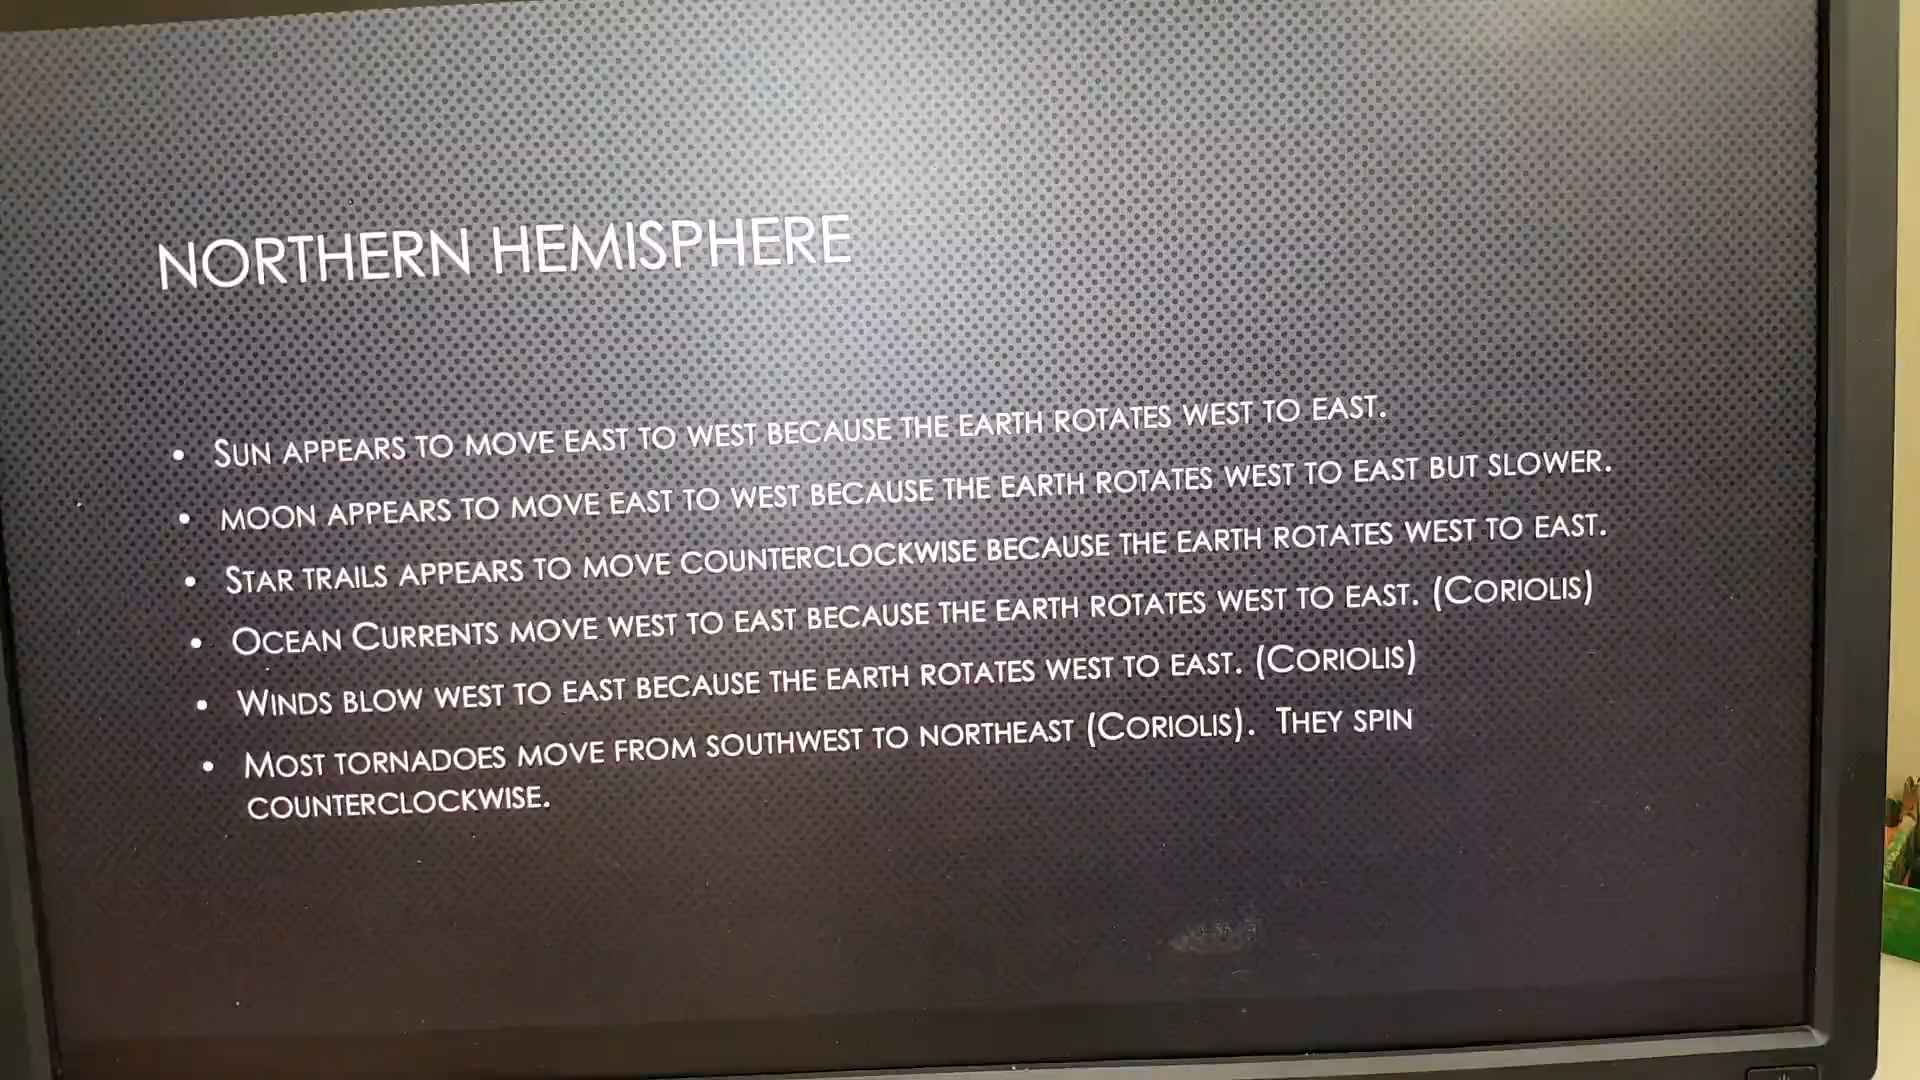 NORTHERN HEMISPHERE
• SUN APPEARS TO MOVE EAST TO WEST BECAUSE THE EARTH ROTATES WEST TO EAST.
• MOON APPEARS TO MOVE EAST TO WEST BECAUSE THE EARTH ROTATES WEST TO EAST BUT SLOWER.
• STAR TRAILS APPEARS TO MOVE COUNTERCLOCKWISE BECAUSE THE EARTH ROTATES WEST TO EAST.
• OCEAN CURRENTS MOVE WEST TO EAST BECAUSE THE EARTH ROTATES WEST TO EAST. (CORIOLIS)
• WINDS BLOW WEST TO EAST BECAUSE THE EARTH ROTATES WEST TO EAST. (CORIOLIS)
• MOST TORNADOES MOVE FROM SOUTHWEST TO NORTHEAST (CORIOLIS). THEY SPIN
COUNTERCLOCKWISE.